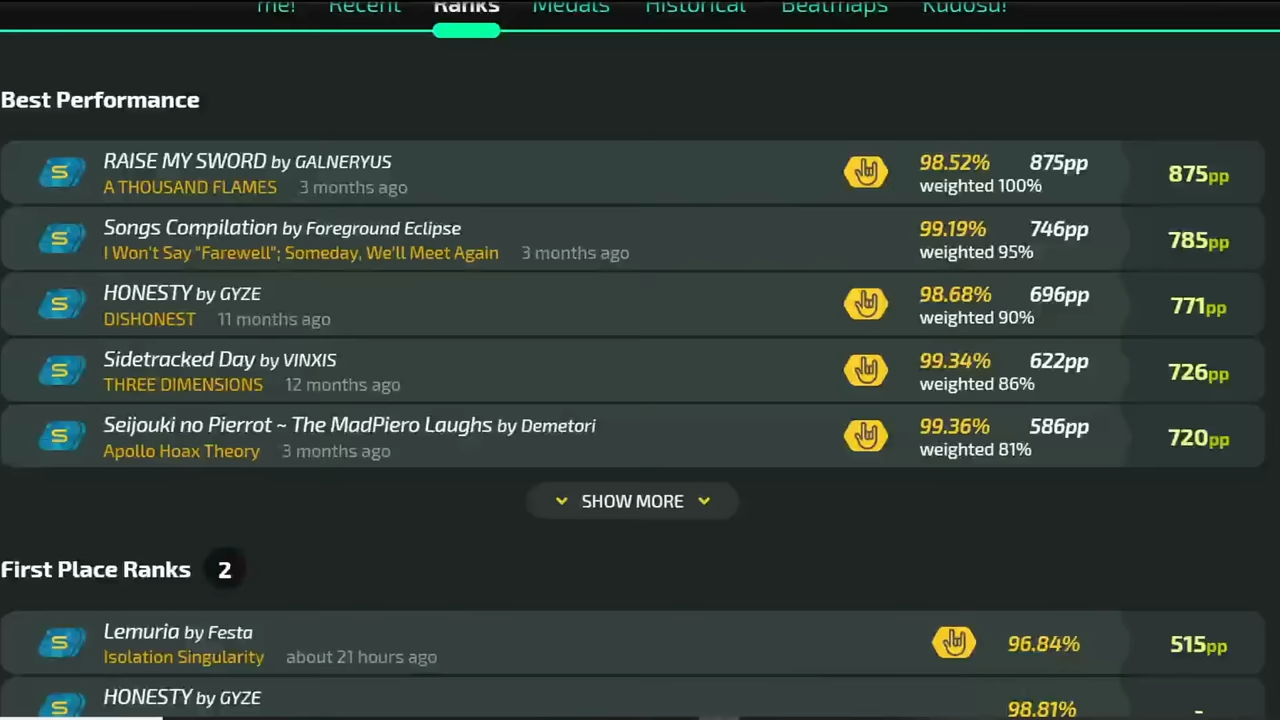 me! Recent Ranks Medals Historical Beatmaps Kudosu!
Best Performance
S RAISE MY SWORD by GALNERYUS 98.52% 875pp 875pp
A THOUSAND FLAMES 3 months ago weighted 100%
S Songs Compilation by Foreground Eclipse 99.19% 746pp 785pp
I Won't Say "Farewell"; Someday, We'll Meet Again 3 months ago weighted 95%
S HONESTY by GYZE 98.68% 696pp 771pp
DISHONEST 11 months ago weighted 90%
S Sidetracked Day by VINXIS 99.34% 622pp 726pp
THREE DIMENSIONS 12 months ago weighted 86%
S Seijouki no Pierrot ~ The MadPiero Laughs by Demetori 99.36% 586pp 720pp
Apollo Hoax Theory 3 months ago weighted 81%
SHOW MORE
First Place Ranks 2
S Lemuria by Festa 96.84% 515pp
Isolation Singularity about 21 hours ago
S HONESTY by GYZE 98.81% -